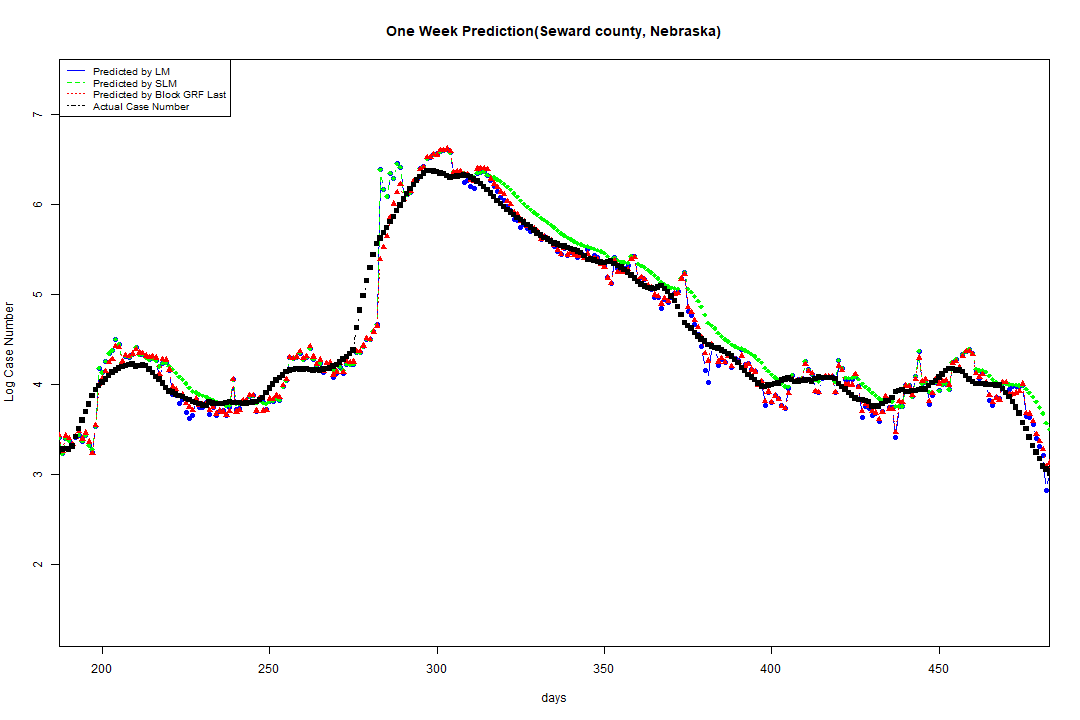 One Week Prediction(Seward county, Nebraska)
Predicted by LM
Predicted by SLM
Predicted by Block GRF Last
Actual Case Number
7
6
5
4
3
2
Log Case Number
200 250 300 350 400 450
days